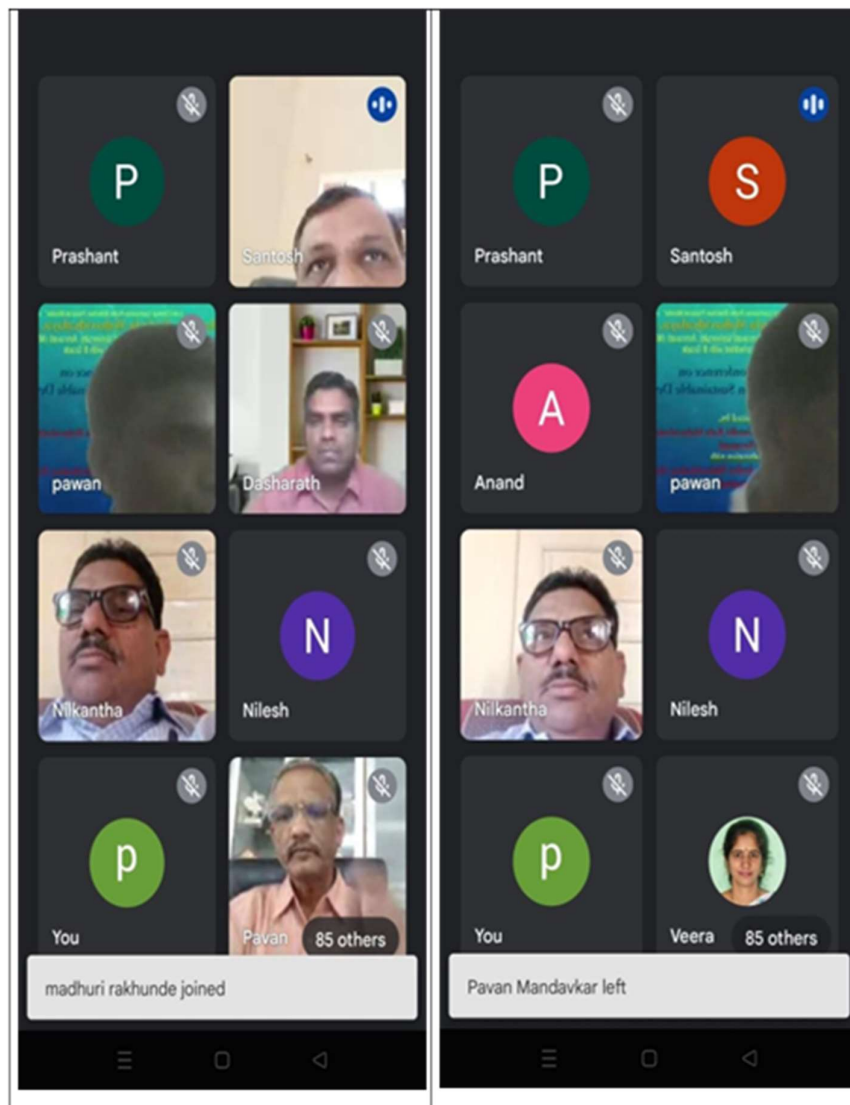 P
Prashant
Santosh
pawan
Dasharath
Nilkantha
N
Nilesh
p
You
Pavan
85 others
madhuri rakhunde joined
P
Prashant
S
Santosh
A
Anand
pawan
Nilkantha
N
Nilesh
p
You
Veera
85 others
Pavan Mandavkar left